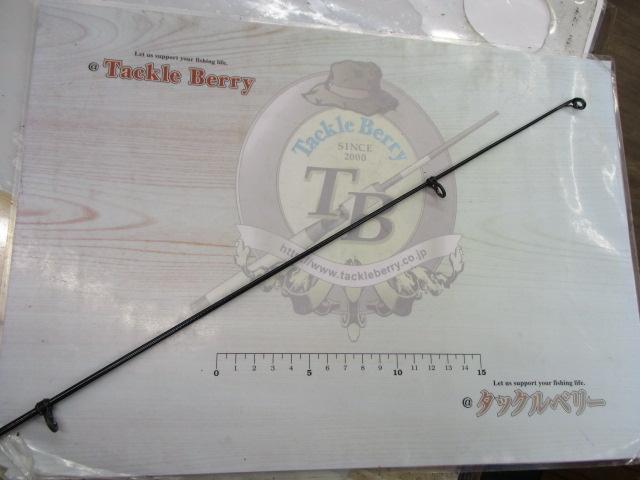 Let us support your fishing life.
@ Tackle Berry
Tackle Berry
SINCE
2000
TB
http://www.tackleberry.co.jp
0 1 2 3 4 5 6 7 8 9 10 11 12 13 14 15
Let us support your fishing life.
@ タックルベリー